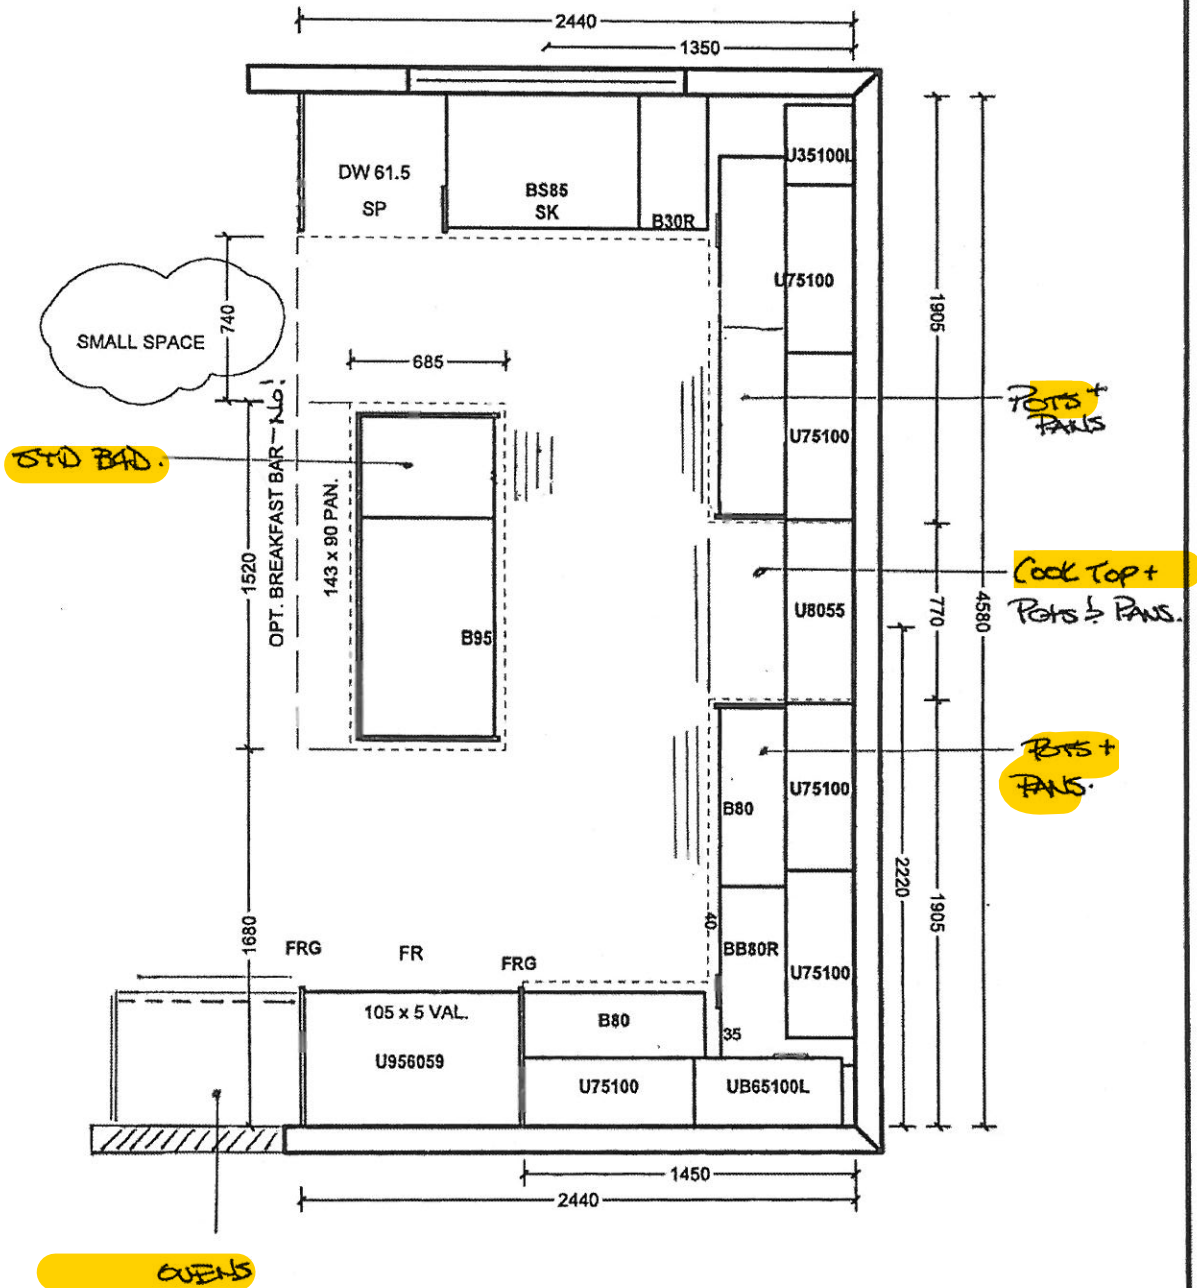 2440
1350
DW 61.5
SP
BS85
SK
B30R
U35100L
U75100
1905
740
SMALL SPACE
685
OPT. BREAKFAST BAR - No!
143 x 90 PAN.
POTS +
PANS
U75100
STD B4D.
1520
B95
U8055
770
4580
COOK TOP +
POTS & PANS.
B80
U75100
POTS +
PANS.
2220
1905
1680
40
BB80R
U75100
FRG
FR
FRG
105 x 5 VAL.
U956059
B80
35
U75100
UB65100L
1450
2440
OVENS